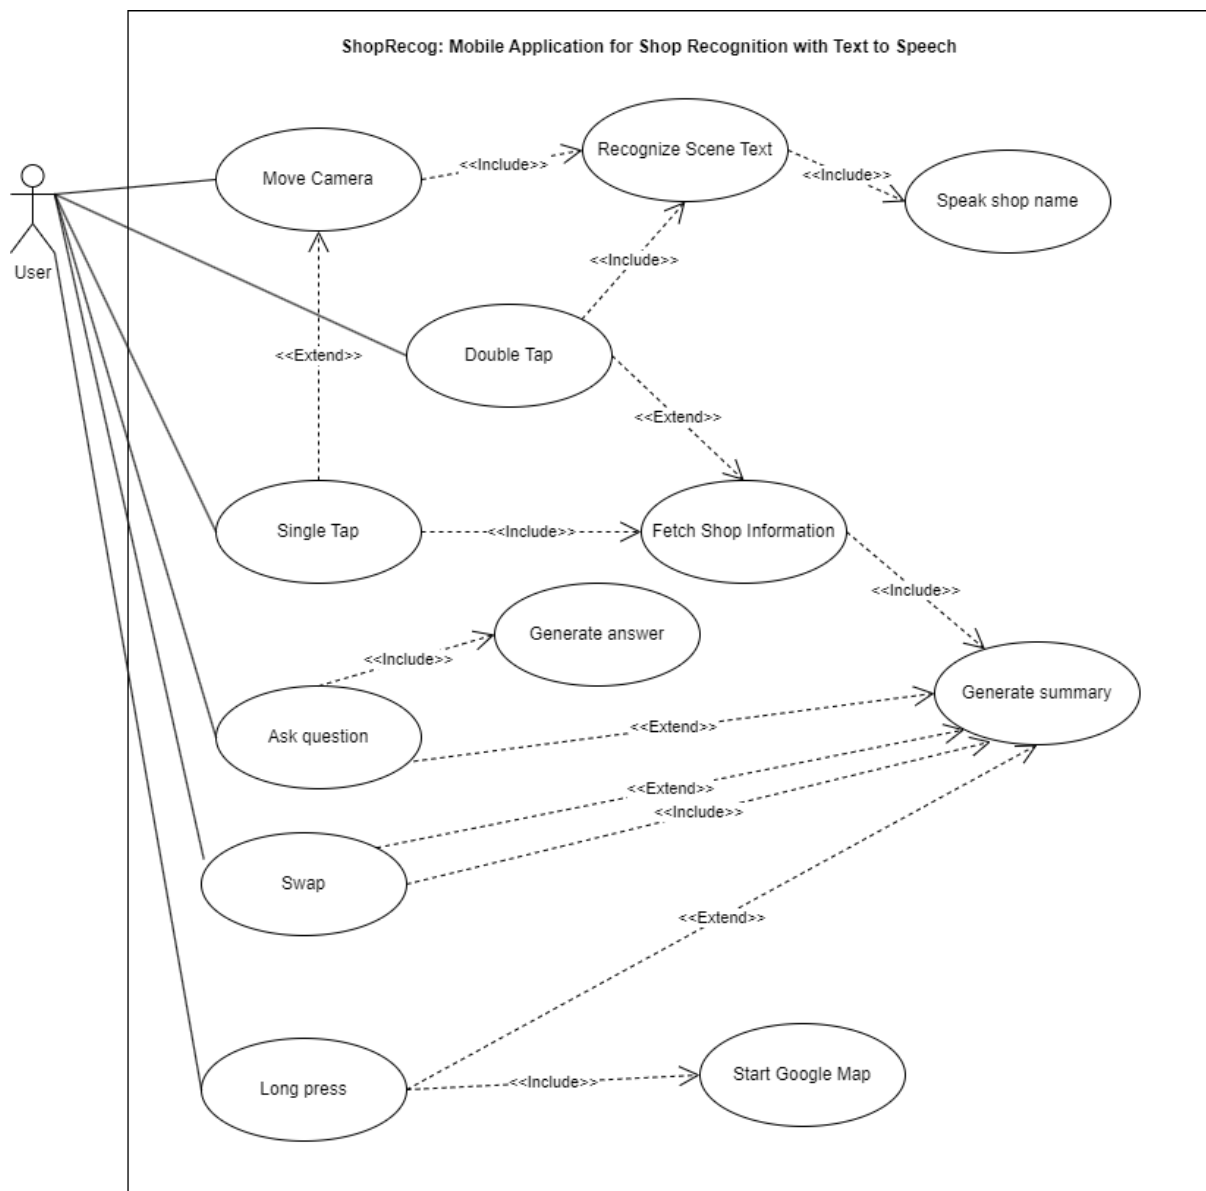 ShopRecog: Mobile Application for Shop Recognition with Text to Speech
Recognize Scene Text
<<Include>>
Move Camera
<<Include>>
Speak shop name
User
<<Include>>
<<Extend>>
Double Tap
<<Extend>>
Single Tap
<<Include>>
Fetch Shop Information
<<Include>>
Generate answer
<<Include>>
Generate summary
Ask question
<<Extend>>
<<Extend>>
<<Include>>
Swap
<<Extend>>
Long press
<<Include>>
Start Google Map